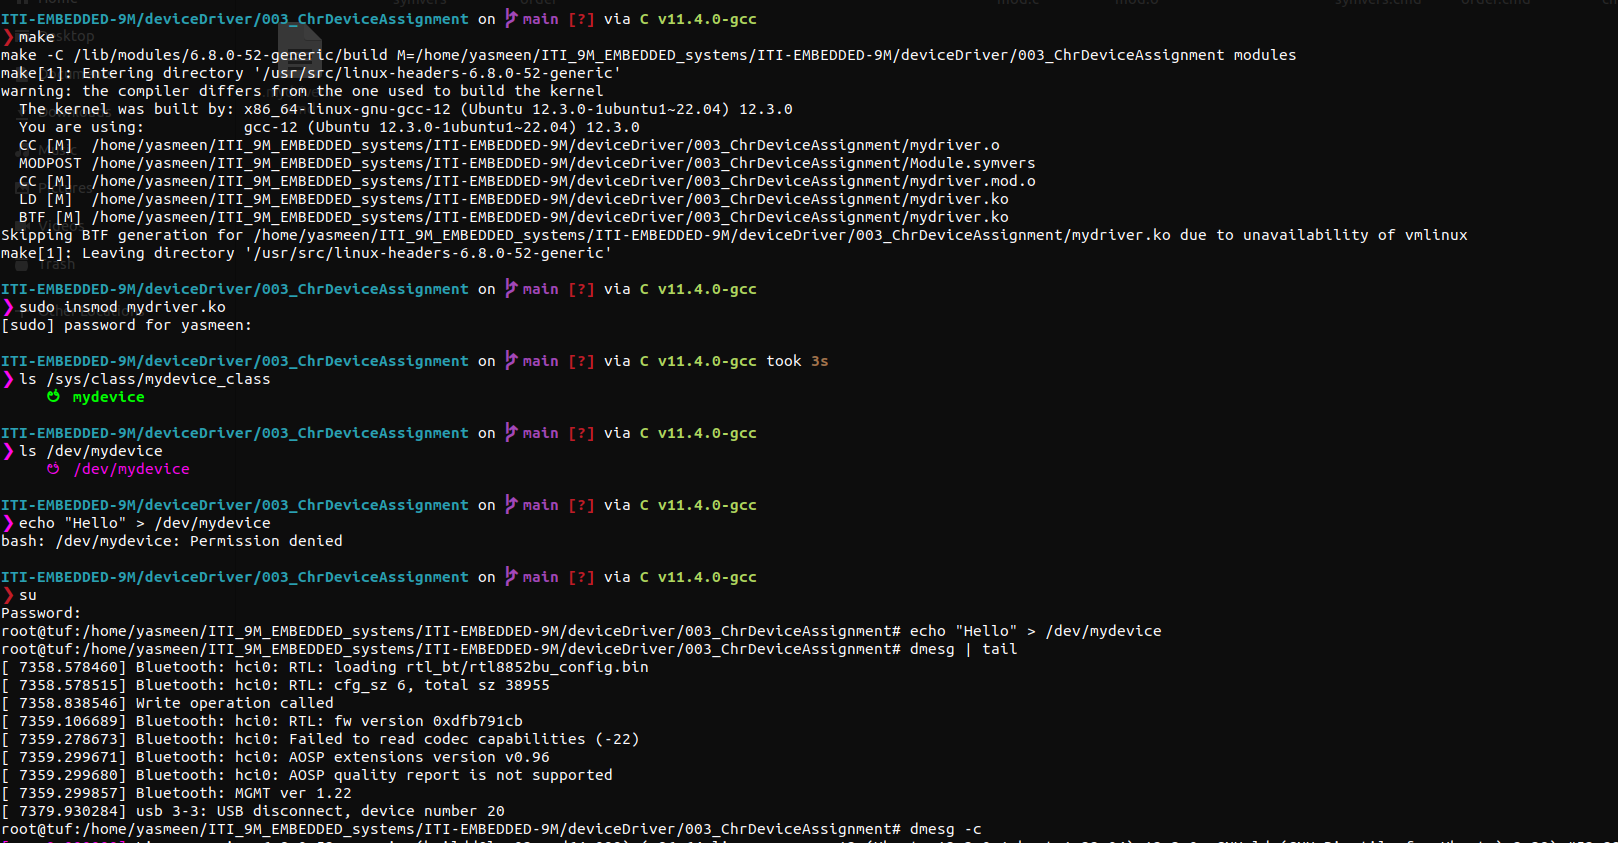 ITI-EMBEDDED-9M/deviceDriver/003_ChrDeviceAssignment on main [?] via C v11.4.0-gcc
❯ make
make -C /lib/modules/6.8.0-52-generic/build M=/home/yasmeen/ITI_9M_EMBEDDED_systems/ITI-EMBEDDED-9M/deviceDriver/003_ChrDeviceAssignment modules
make[1]: Entering directory '/usr/src/linux-headers-6.8.0-52-generic'
warning: the compiler differs from the one used to build the kernel
The kernel was built by: x86_64-linux-gnu-gcc-12 (Ubuntu 12.3.0-1ubuntu1~22.04) 12.3.0
You are using: gcc-12 (Ubuntu 12.3.0-1ubuntu1~22.04) 12.3.0
CC [M] /home/yasmeen/ITI_9M_EMBEDDED_systems/ITI-EMBEDDED-9M/deviceDriver/003_ChrDeviceAssignment/mydriver.o
MODPOST /home/yasmeen/ITI_9M_EMBEDDED_systems/ITI-EMBEDDED-9M/deviceDriver/003_ChrDeviceAssignment/Module.symvers
CC [M] /home/yasmeen/ITI_9M_EMBEDDED_systems/ITI-EMBEDDED-9M/deviceDriver/003_ChrDeviceAssignment/mydriver.mod.o
LD [M] /home/yasmeen/ITI_9M_EMBEDDED_systems/ITI-EMBEDDED-9M/deviceDriver/003_ChrDeviceAssignment/mydriver.ko
BTF [M] /home/yasmeen/ITI_9M_EMBEDDED_systems/ITI-EMBEDDED-9M/deviceDriver/003_ChrDeviceAssignment/mydriver.ko
Skipping BTF generation for /home/yasmeen/ITI_9M_EMBEDDED_systems/ITI-EMBEDDED-9M/deviceDriver/003_ChrDeviceAssignment/mydriver.ko due to unavailability of vmlinux
make[1]: Leaving directory '/usr/src/linux-headers-6.8.0-52-generic'
ITI-EMBEDDED-9M/deviceDriver/003_ChrDeviceAssignment on main [?] via C v11.4.0-gcc
❯ sudo insmod mydriver.ko
[sudo] password for yasmeen:
ITI-EMBEDDED-9M/deviceDriver/003_ChrDeviceAssignment on main [?] via C v11.4.0-gcc took 3s
❯ ls /sys/class/mydevice_class
mydevice
ITI-EMBEDDED-9M/deviceDriver/003_ChrDeviceAssignment on main [?] via C v11.4.0-gcc
❯ ls /dev/mydevice
/dev/mydevice
ITI-EMBEDDED-9M/deviceDriver/003_ChrDeviceAssignment on main [?] via C v11.4.0-gcc
❯ echo "Hello" > /dev/mydevice
bash: /dev/mydevice: Permission denied
ITI-EMBEDDED-9M/deviceDriver/003_ChrDeviceAssignment on main [?] via C v11.4.0-gcc
❯ su
Password:
root@tuf:/home/yasmeen/ITI_9M_EMBEDDED_systems/ITI-EMBEDDED-9M/deviceDriver/003_ChrDeviceAssignment# echo "Hello" > /dev/mydevice
root@tuf:/home/yasmeen/ITI_9M_EMBEDDED_systems/ITI-EMBEDDED-9M/deviceDriver/003_ChrDeviceAssignment# dmesg | tail
[ 7358.578460] Bluetooth: hci0: RTL: loading rtl_bt/rtl8852bu_config.bin
[ 7358.578515] Bluetooth: hci0: RTL: cfg_sz 6, total sz 38955
[ 7358.838546] Write operation called
[ 7359.106689] Bluetooth: hci0: RTL: fw version 0xdfb791cb
[ 7359.278673] Bluetooth: hci0: Failed to read codec capabilities (-22)
[ 7359.299671] Bluetooth: hci0: AOSP extensions version v0.96
[ 7359.299680] Bluetooth: hci0: AOSP quality report is not supported
[ 7359.299857] Bluetooth: MGMT ver 1.22
[ 7379.930284] usb 3-3: USB disconnect, device number 20
root@tuf:/home/yasmeen/ITI_9M_EMBEDDED_systems/ITI-EMBEDDED-9M/deviceDriver/003_ChrDeviceAssignment# dmesg -c